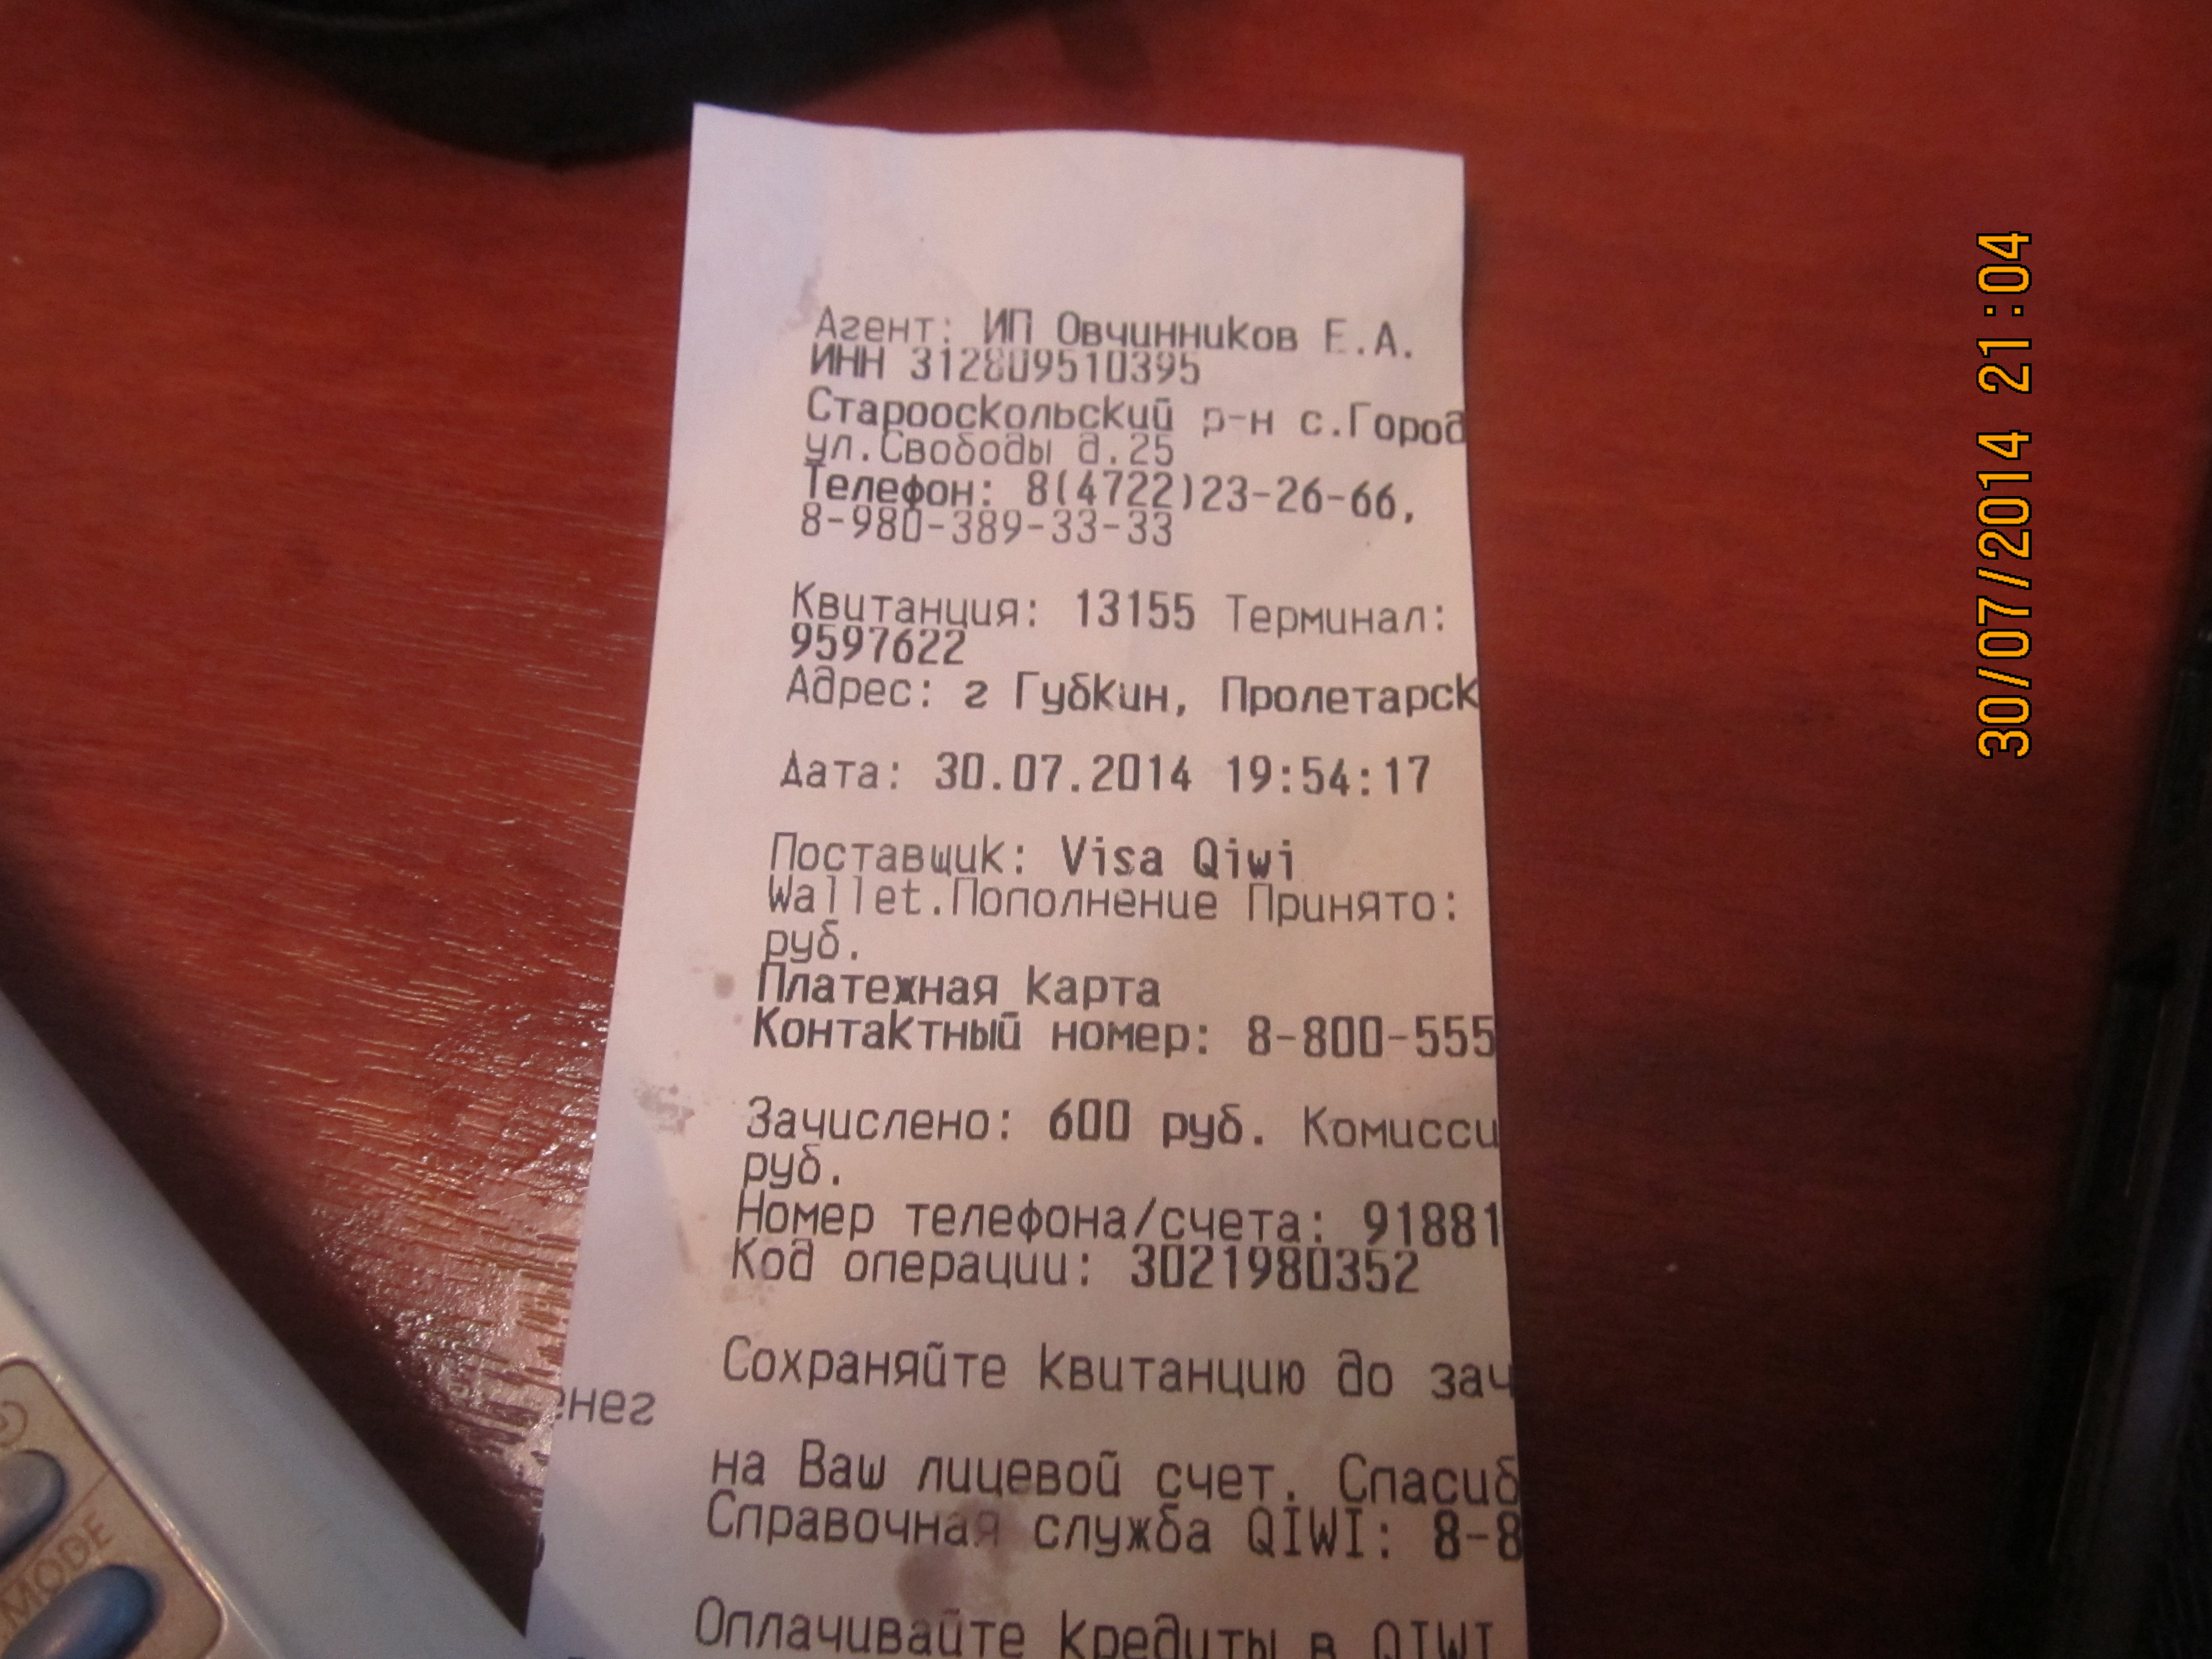 Агент: ИП Овчинников Е.А.
ИНН 312809510395
Старооскольский р-н с.Город
ул.Свободы д.25
Телефон: 8(4722)23-26-66,
8-980-389-33-33
Квитанция: 13155 Терминал:
9597622
Адрес: г Губкин, Пролетарск
Дата: 30.07.2014 19:54:17
Поставщик: Visa Qiwi
Wallet.Пополнение Принято:
руб.
Платежная карта
Контактный номер: 8-800-555
Зачислено: 600 руб. Комисси
руб.
Номер телефона/счета: 91881
Код операции: 3021980352
Сохраняйте квитанцию до зач
енег
на Ваш лицевой счет. Спасиб
Справочная служба QIWI: 8-8
Оплачивайте кредиты в QIWI
30/07/2014 21:04
MODE